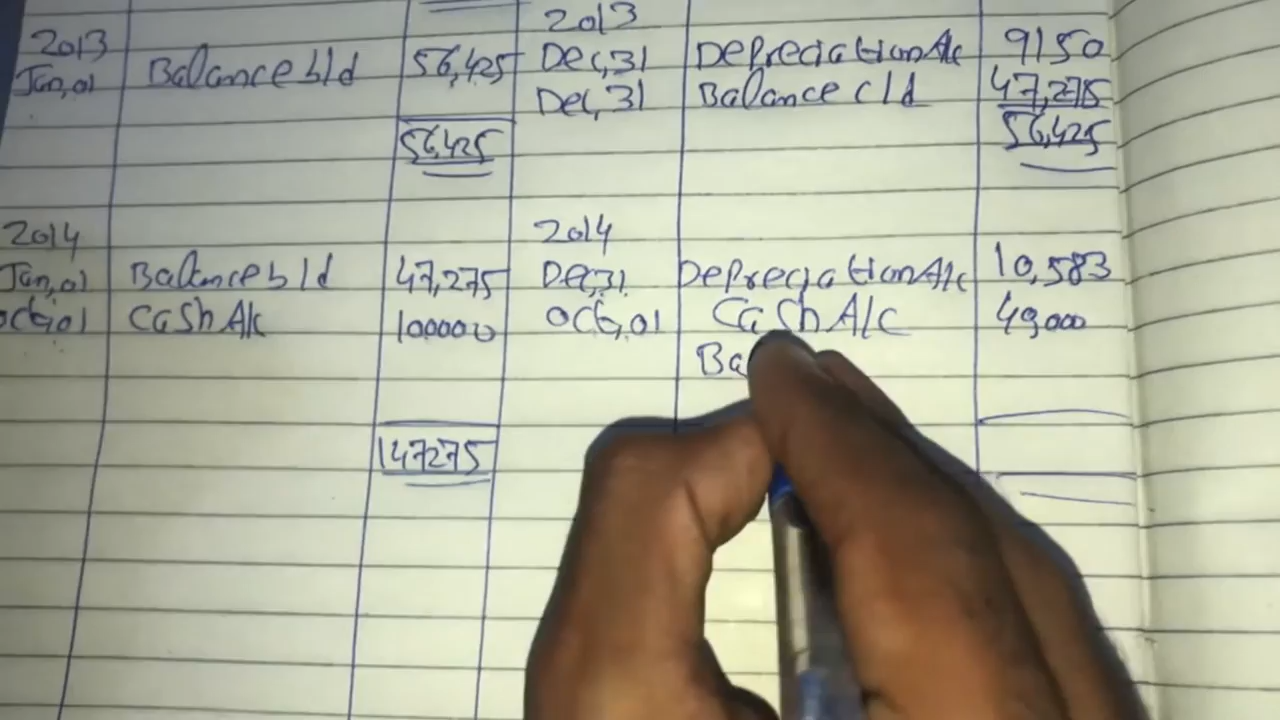 2013 2013
Jan,01 Balance b/d 56,425 Dec,31 Depreciation A/c 9150
Dec,31 Balance c/d 47,275
56,425 56,425
2014 2014
Jan,01 Balance b/d 47,275 Dec,31 Depreciation A/c 10,583
Oct,01 Cash A/c 100000 Oct,01 Cash A/c 49,000
Ba
147275